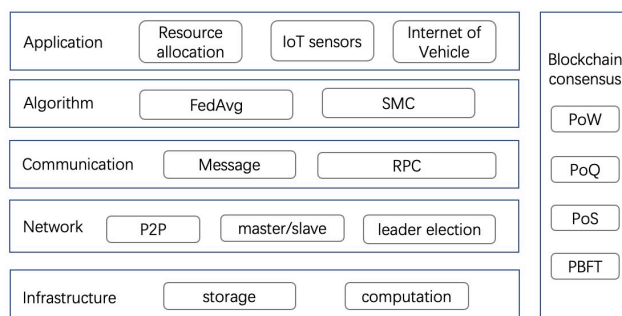 Application
Resource
allocation
IoT sensors
Internet of
Vehicle
Algorithm
FedAvg
SMC
Communication
Message
RPC
Network
P2P
master/slave
leader election
Infrastructure
storage
computation
Blockchain
consensus
PoW
PoQ
PoS
PBFT